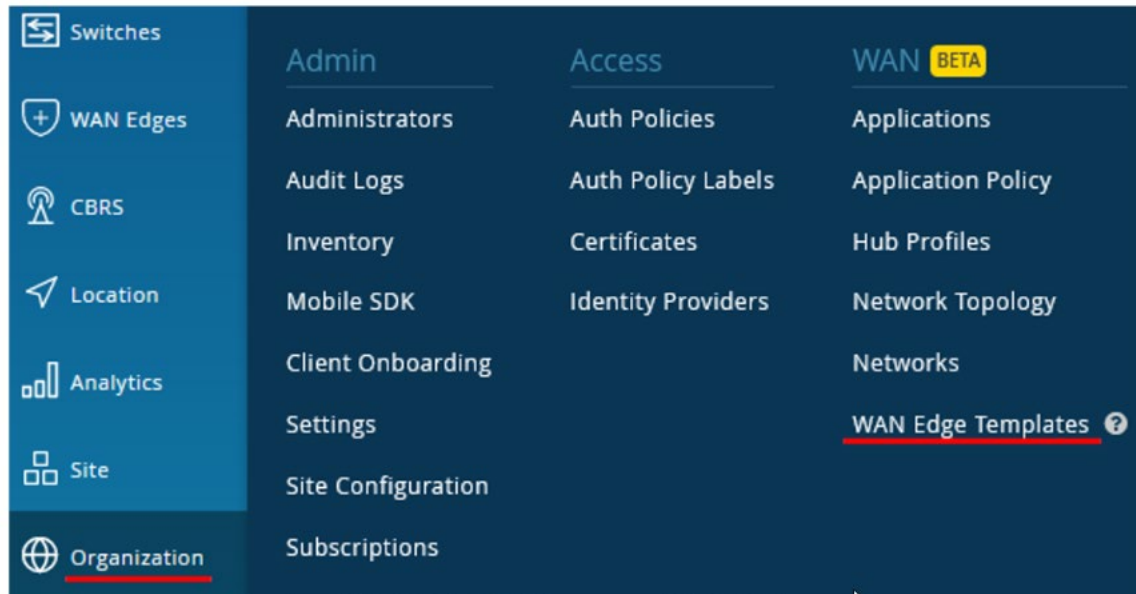 Switches
WAN Edges
CBRS
Location
Analytics
Site
Organization
Admin
Administrators
Audit Logs
Inventory
Mobile SDK
Client Onboarding
Settings
Site Configuration
Subscriptions
Access
Auth Policies
Auth Policy Labels
Certificates
Identity Providers
WAN BETA
Applications
Application Policy
Hub Profiles
Network Topology
Networks
WAN Edge Templates ?